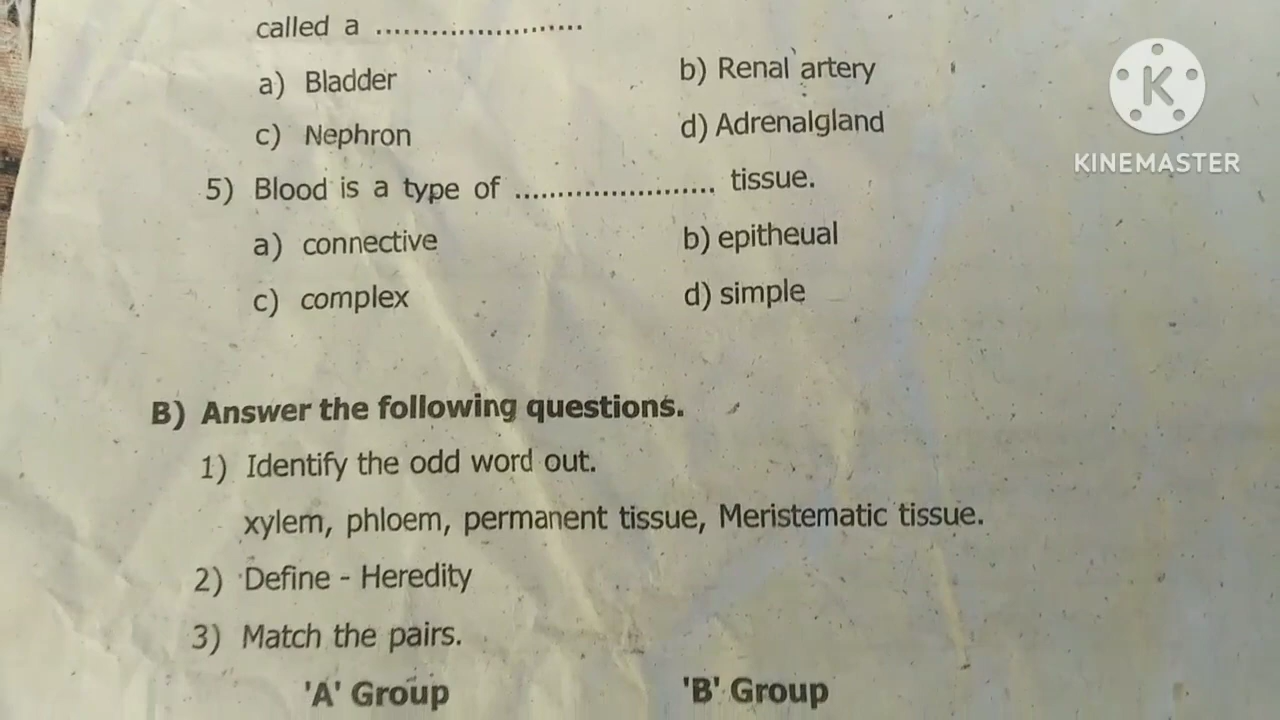 called a .......................
a) Bladder b) Renal artery
c) Nephron d) Adrenalgland
5) Blood is a type of ...................... tissue.
a) connective b) epitheual
c) complex d) simple
B) Answer the following questions.
1) Identify the odd word out.
xylem, phloem, permanent tissue, Meristematic tissue.
2) Define - Heredity
3) Match the pairs.
'A' Group 'B' Group
K
KINEMASTER